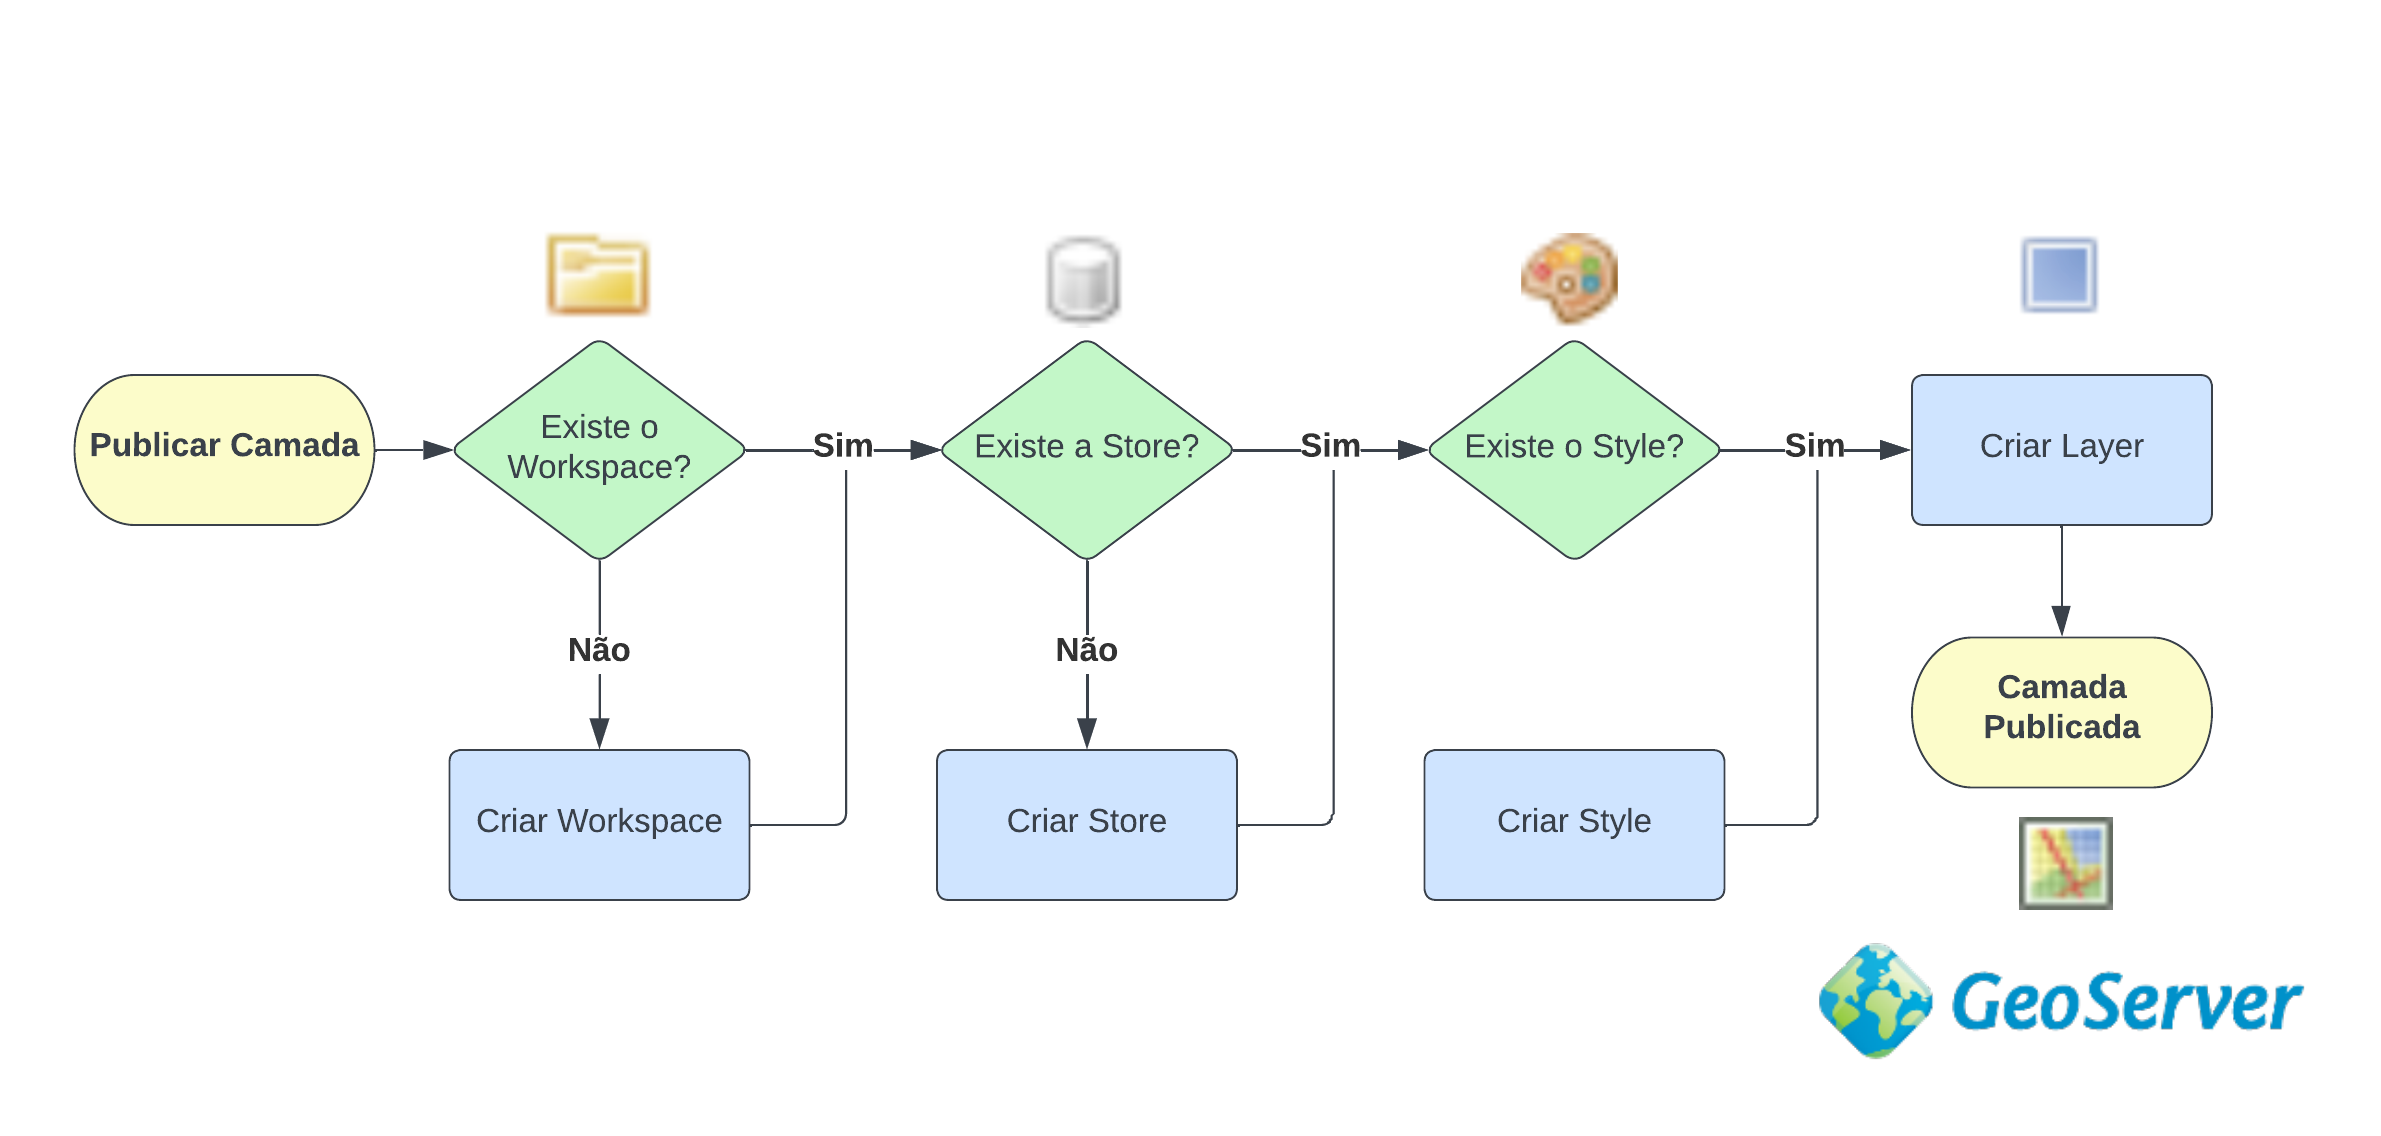 Publicar Camada
Existe o
Workspace?
Sim
Existe a Store?
Sim
Existe o Style?
Sim
Criar Layer
Não
Não
Criar Workspace
Criar Store
Criar Style
Camada
Publicada
GeoServer